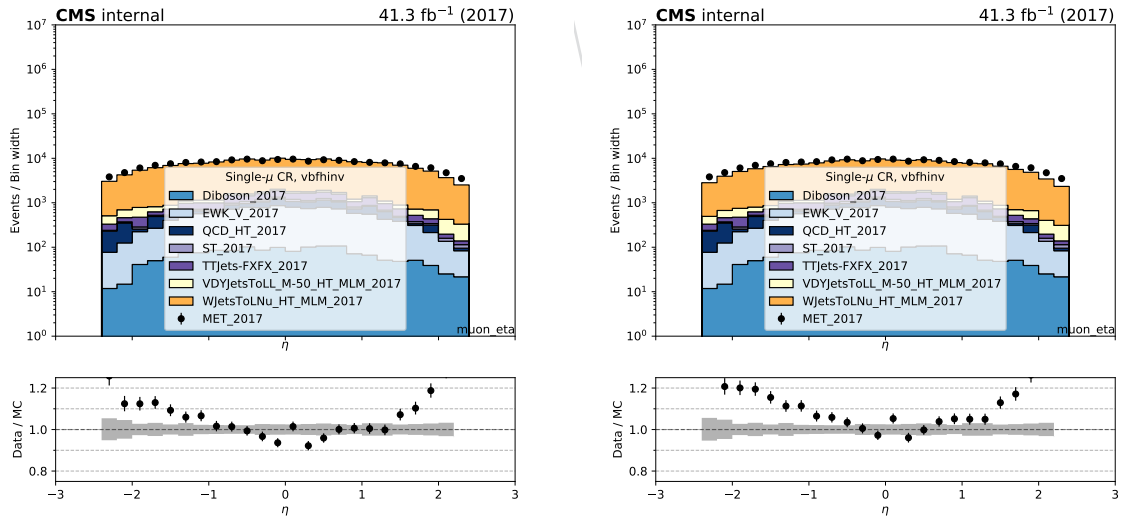 CMS internal 41.3 fb⁻¹ (2017)
Events / Bin width
10⁷
10⁶
10⁵
10⁴
10³
10²
10¹
10⁰
Single-μ CR, vbfhinv
Diboson_2017
EWK_V_2017
QCD_HT_2017
ST_2017
TTJets-FXFX_2017
VDYJetsToLL_M-50_HT_MLM_2017
WJetsToLNu_HT_MLM_2017
MET_2017
muon_eta
η
Data / MC
1.2
1.0
0.8
−3 −2 −1 0 1 2 3
η
CMS internal 41.3 fb⁻¹ (2017)
Events / Bin width
10⁷
10⁶
10⁵
10⁴
10³
10²
10¹
10⁰
Single-μ CR, vbfhinv
Diboson_2017
EWK_V_2017
QCD_HT_2017
ST_2017
TTJets-FXFX_2017
VDYJetsToLL_M-50_HT_MLM_2017
WJetsToLNu_HT_MLM_2017
MET_2017
muon_eta
η
Data / MC
1.2
1.0
0.8
−3 −2 −1 0 1 2 3
η